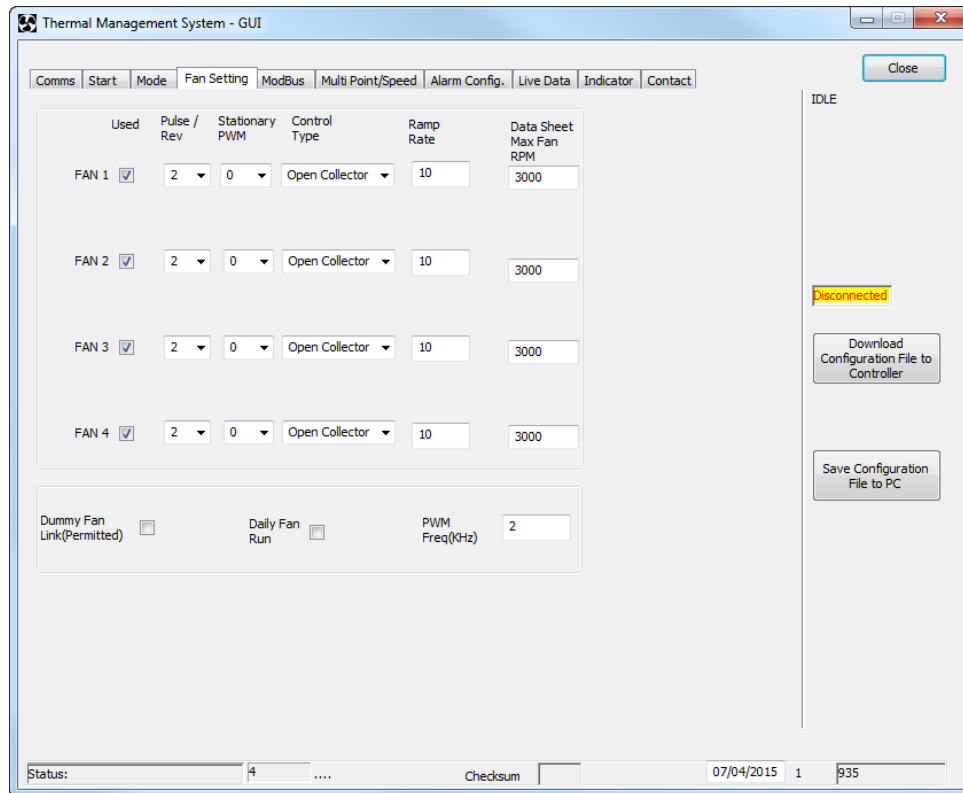 Thermal Management System - GUI
Close
Comms Start Mode Fan Setting ModBus Multi Point/Speed Alarm Config. Live Data Indicator Contact
IDLE
Used
Pulse /
Rev
Stationary
PWM
Control
Type
Ramp
Rate
Data Sheet
Max Fan
RPM
FAN 1 2 0 Open Collector 10 3000
FAN 2 2 0 Open Collector 10 3000
Disconnected
FAN 3 2 0 Open Collector 10 3000
Download
Configuration File to
Controller
FAN 4 2 0 Open Collector 10 3000
Save Configuration
File to PC
Dummy Fan
Link(Permitted)
Daily Fan
Run
PWM
Freq(KHz)
2
Status: 4 .... Checksum 07/04/2015 1 935